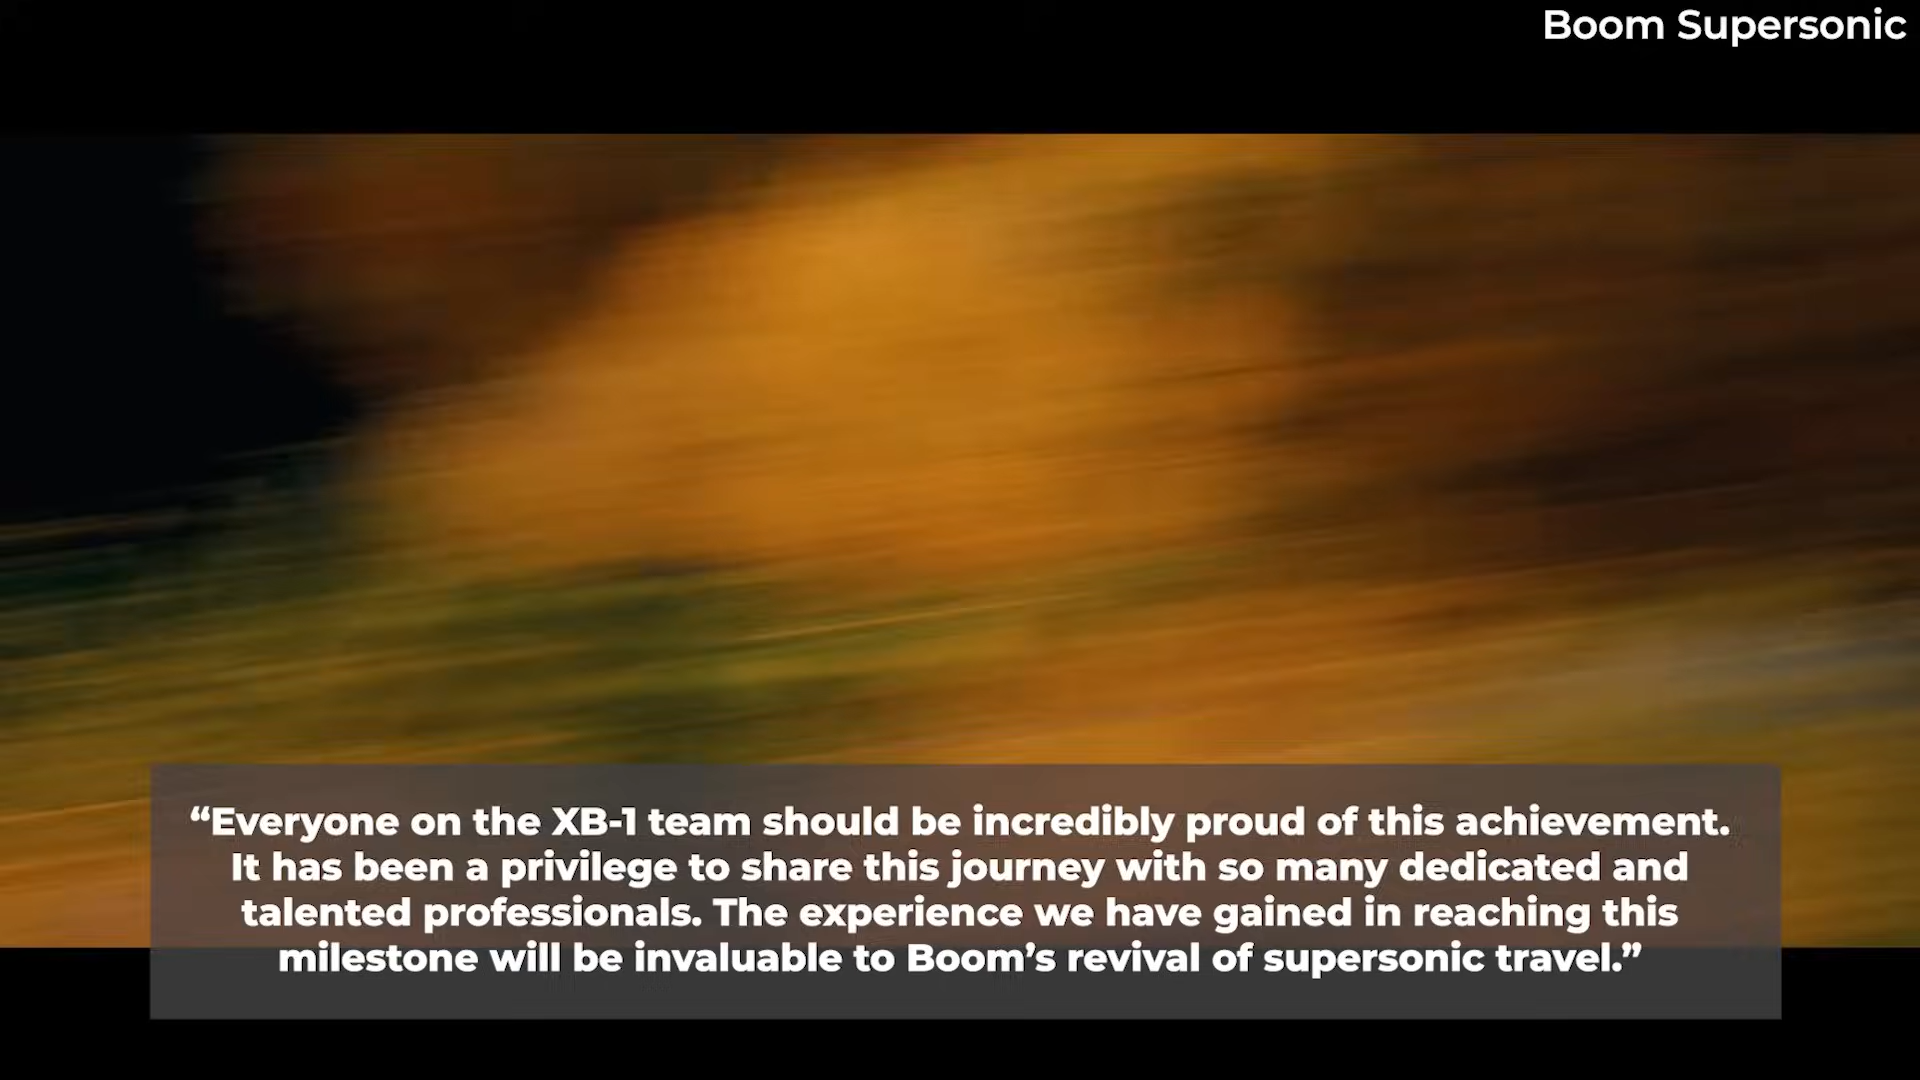 Boom Supersonic
“Everyone on the XB-1 team should be incredibly proud of this achievement.
It has been a privilege to share this journey with so many dedicated and
talented professionals. The experience we have gained in reaching this
milestone will be invaluable to Boom’s revival of supersonic travel.”